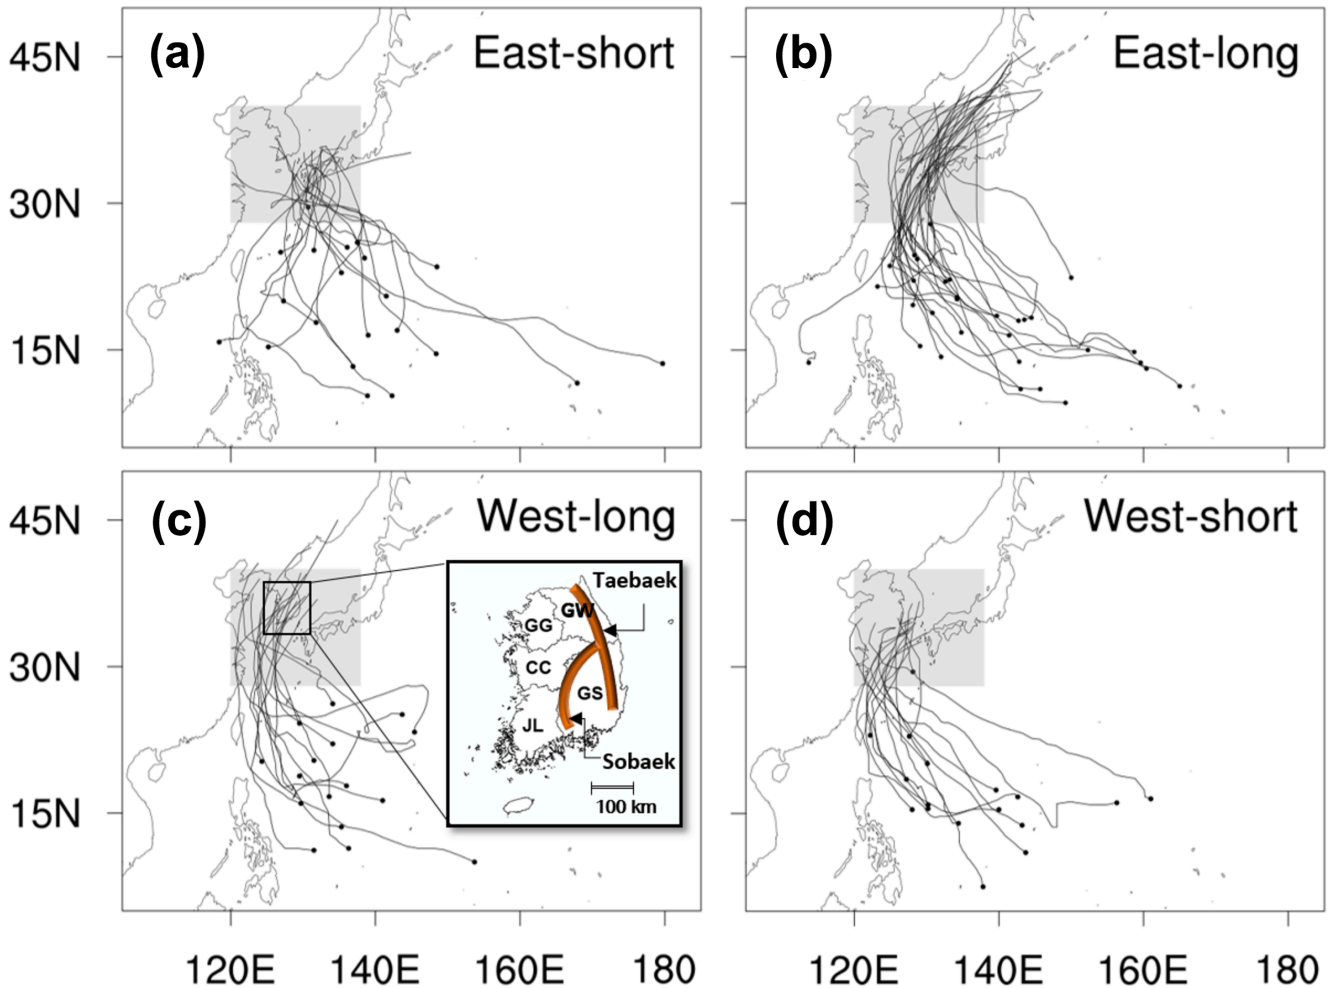 (a) East-short
(b) East-long
45N
30N
15N
(c) West-long
(d) West-short
45N
30N
15N
Taebaek
GW
GG
CC
GS
JL
Sobaek
100 km
120E 140E 160E 180
120E 140E 160E 180